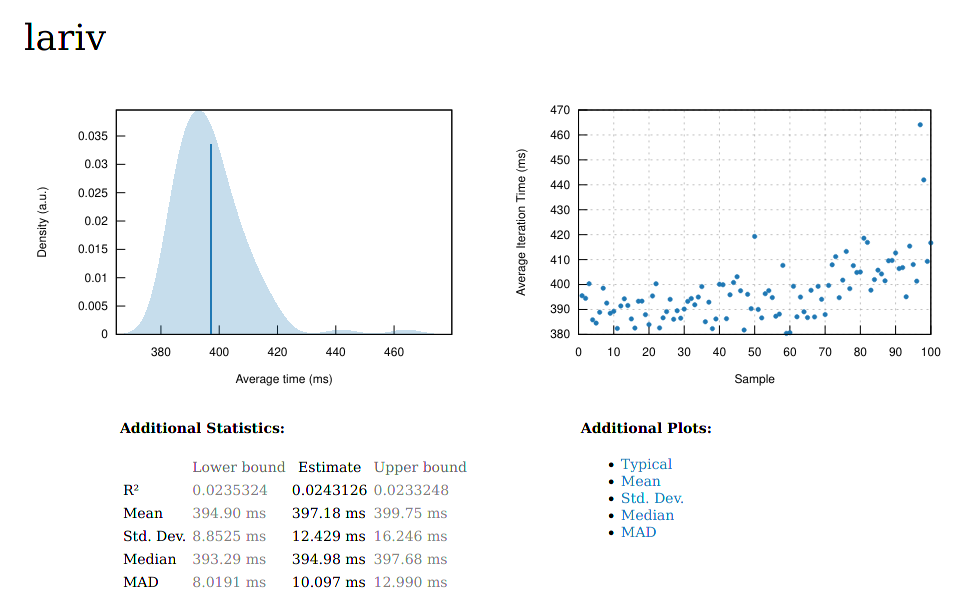 lariv
0.035
0.03
0.025
0.02
0.015
0.01
0.005
0
Density (a.u.)
380 400 420 440 460
Average time (ms)
470
460
450
440
430
420
410
400
390
380
Average Iteration Time (ms)
0 10 20 30 40 50 60 70 80 90 100
Sample
Additional Statistics:
Lower bound Estimate Upper bound
R² 0.0235324 0.0243126 0.0233248
Mean 394.90 ms 397.18 ms 399.75 ms
Std. Dev. 8.8525 ms 12.429 ms 16.246 ms
Median 393.29 ms 394.98 ms 397.68 ms
MAD 8.0191 ms 10.097 ms 12.990 ms
Additional Plots:
Typical
Mean
Std. Dev.
Median
MAD